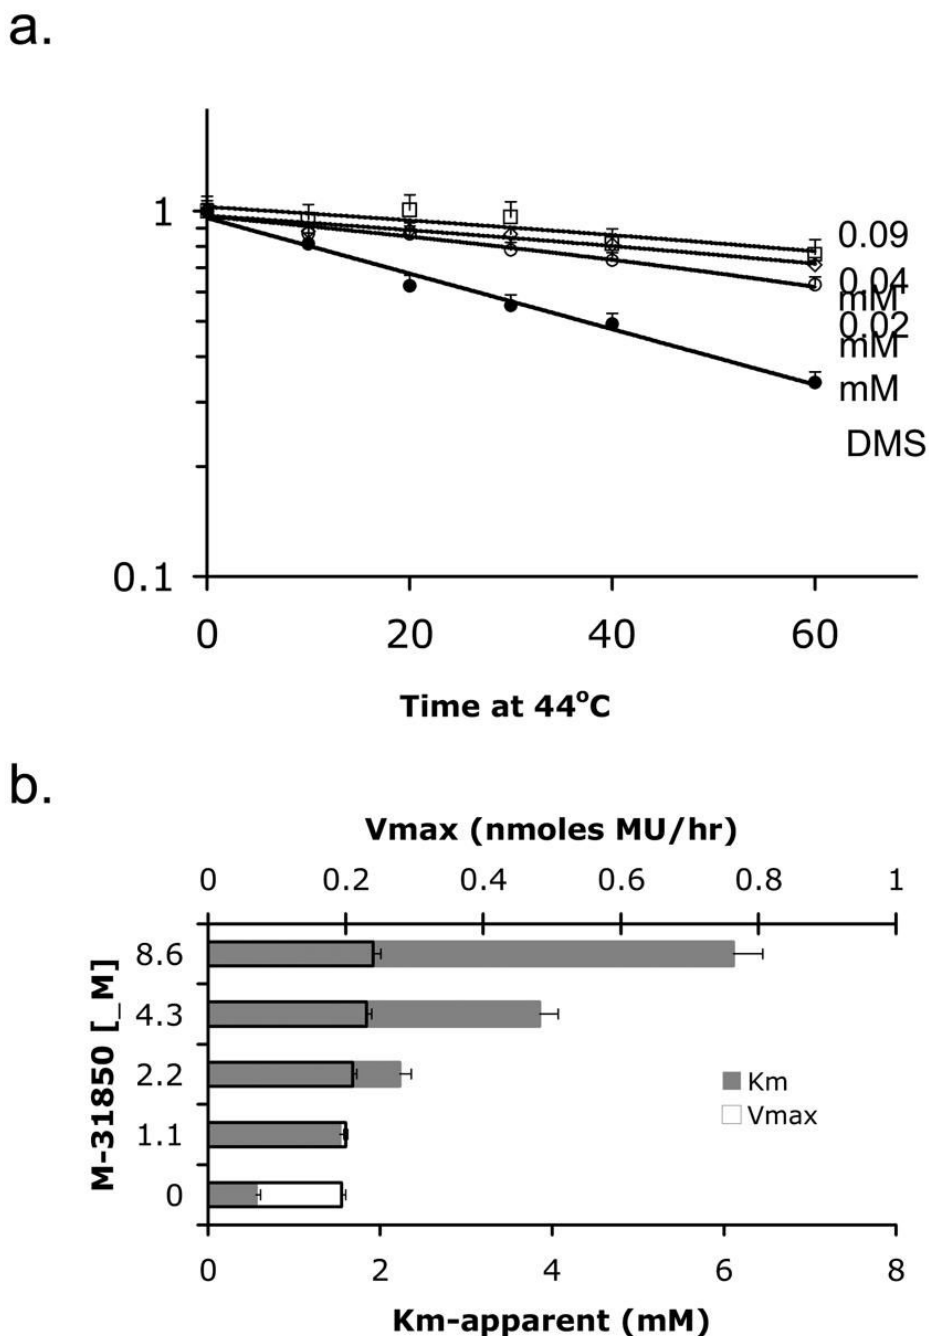 a.
1
0.1
0.09
mM
0.04
mM
0.02
mM
DMS
0 20 40 60
Time at 44°C
b.
Vmax (nmoles MU/hr)
0 0.2 0.4 0.6 0.8 1
M-31850 [_M]
8.6
4.3
2.2
1.1
0
Km
Vmax
0 2 4 6 8
Km-apparent (mM)